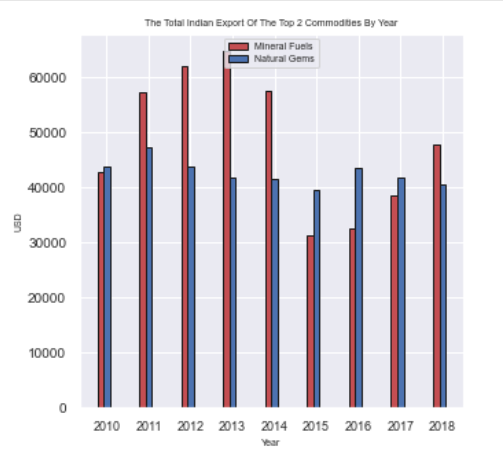 The Total Indian Export Of The Top 2 Commodities By Year
Mineral Fuels
Natural Gems
60000
50000
40000
30000
20000
10000
0
USD
2010 2011 2012 2013 2014 2015 2016 2017 2018
Year